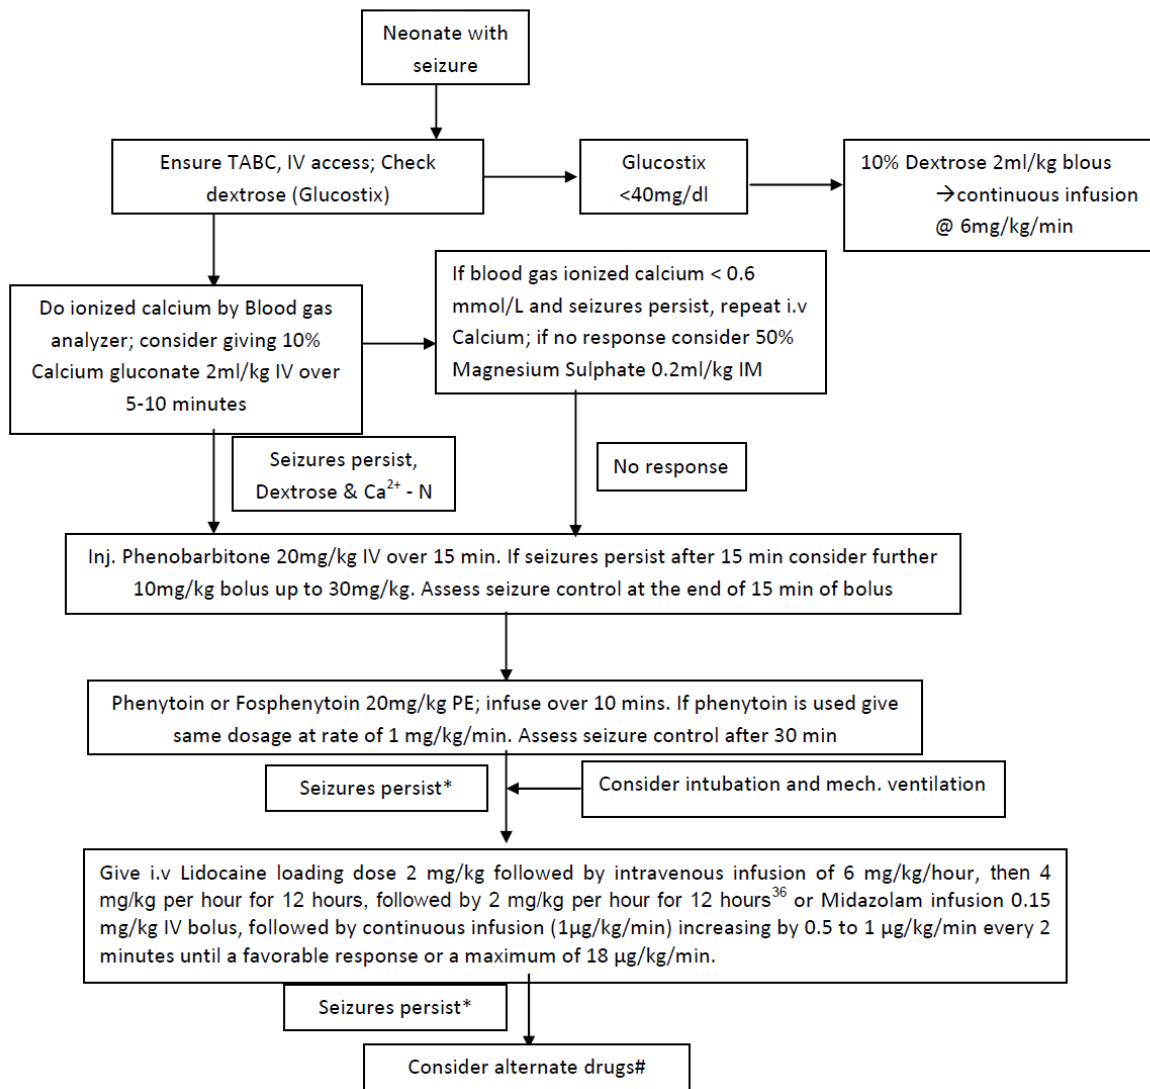 Neonate with
seizure
Ensure TABC, IV access; Check
dextrose (Glucostix)
Glucostix
<40mg/dl
10% Dextrose 2ml/kg blous
→continuous infusion
@ 6mg/kg/min
Do ionized calcium by Blood gas
analyzer; consider giving 10%
Calcium gluconate 2ml/kg IV over
5-10 minutes
If blood gas ionized calcium < 0.6
mmol/L and seizures persist, repeat i.v
Calcium; if no response consider 50%
Magnesium Sulphate 0.2ml/kg IM
Seizures persist,
Dextrose & Ca²⁺ - N
No response
Inj. Phenobarbitone 20mg/kg IV over 15 min. If seizures persist after 15 min consider further
10mg/kg bolus up to 30mg/kg. Assess seizure control at the end of 15 min of bolus
Phenytoin or Fosphenytoin 20mg/kg PE; infuse over 10 mins. If phenytoin is used give
same dosage at rate of 1 mg/kg/min. Assess seizure control after 30 min
Seizures persist*
Consider intubation and mech. ventilation
Give i.v Lidocaine loading dose 2 mg/kg followed by intravenous infusion of 6 mg/kg/hour, then 4
mg/kg per hour for 12 hours, followed by 2 mg/kg per hour for 12 hours³⁶ or Midazolam infusion 0.15
mg/kg IV bolus, followed by continuous infusion (1µg/kg/min) increasing by 0.5 to 1 µg/kg/min every 2
minutes until a favorable response or a maximum of 18 µg/kg/min.
Seizures persist*
Consider alternate drugs#